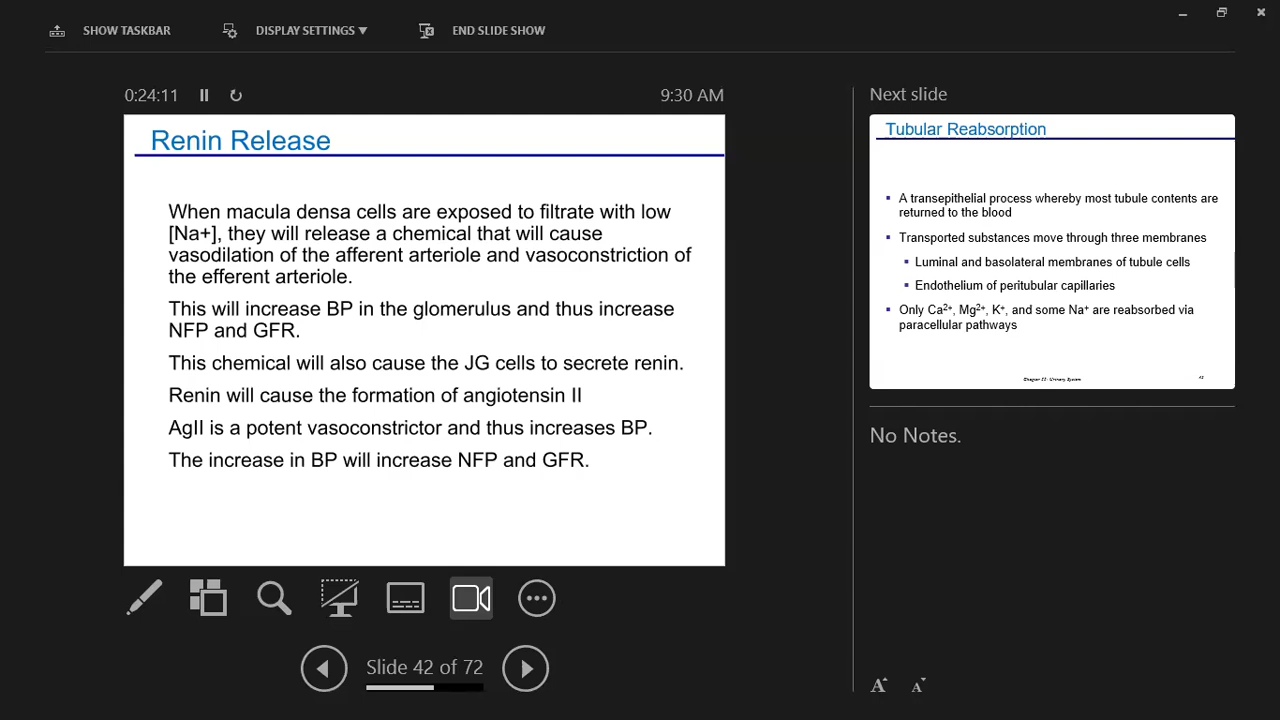 SHOW TASKBAR
DISPLAY SETTINGS ▼
END SLIDE SHOW
0:24:11
9:30 AM
Renin Release
When macula densa cells are exposed to filtrate with low
[Na+], they will release a chemical that will cause
vasodilation of the afferent arteriole and vasoconstriction of
the efferent arteriole.
This will increase BP in the glomerulus and thus increase
NFP and GFR.
This chemical will also cause the JG cells to secrete renin.
Renin will cause the formation of angiotensin II
AgII is a potent vasoconstrictor and thus increases BP.
The increase in BP will increase NFP and GFR.
Slide 42 of 72
Next slide
Tubular Reabsorption
▪ A transepithelial process whereby most tubule contents are
returned to the blood
▪ Transported substances move through three membranes
▪ Luminal and basolateral membranes of tubule cells
▪ Endothelium of peritubular capillaries
▪ Only Ca²⁺, Mg²⁺, K⁺, and some Na⁺ are reabsorbed via
paracellular pathways
Chapter 23: Urinary System
43
No Notes.
A A